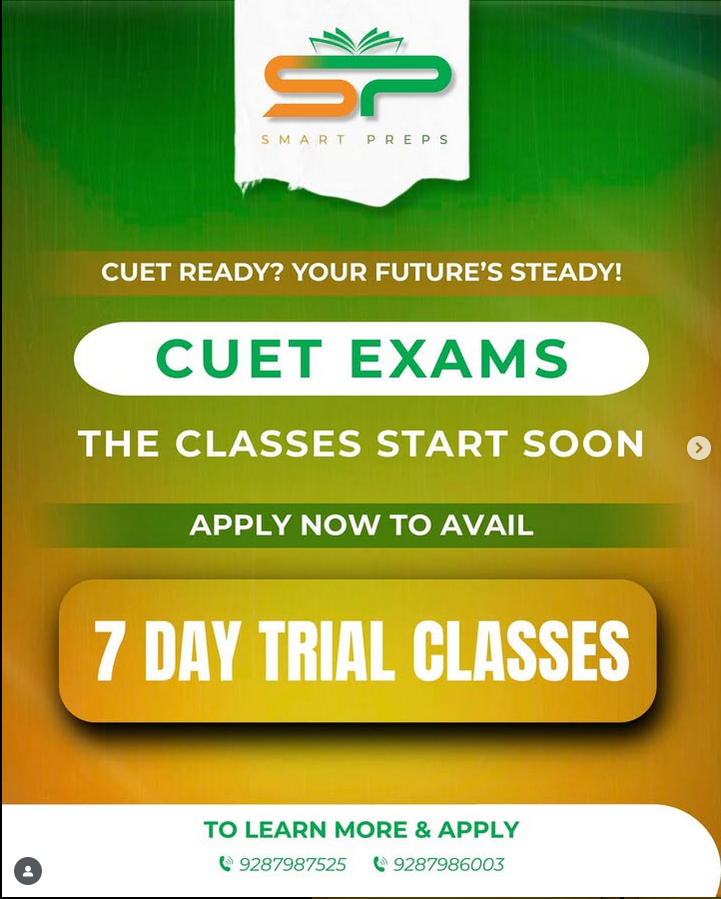 SP
SMART PREPS
CUET READY? YOUR FUTURE'S STEADY!
CUET EXAMS
THE CLASSES START SOON
APPLY NOW TO AVAIL
7 DAY TRIAL CLASSES
TO LEARN MORE & APPLY
9287987525 9287986003